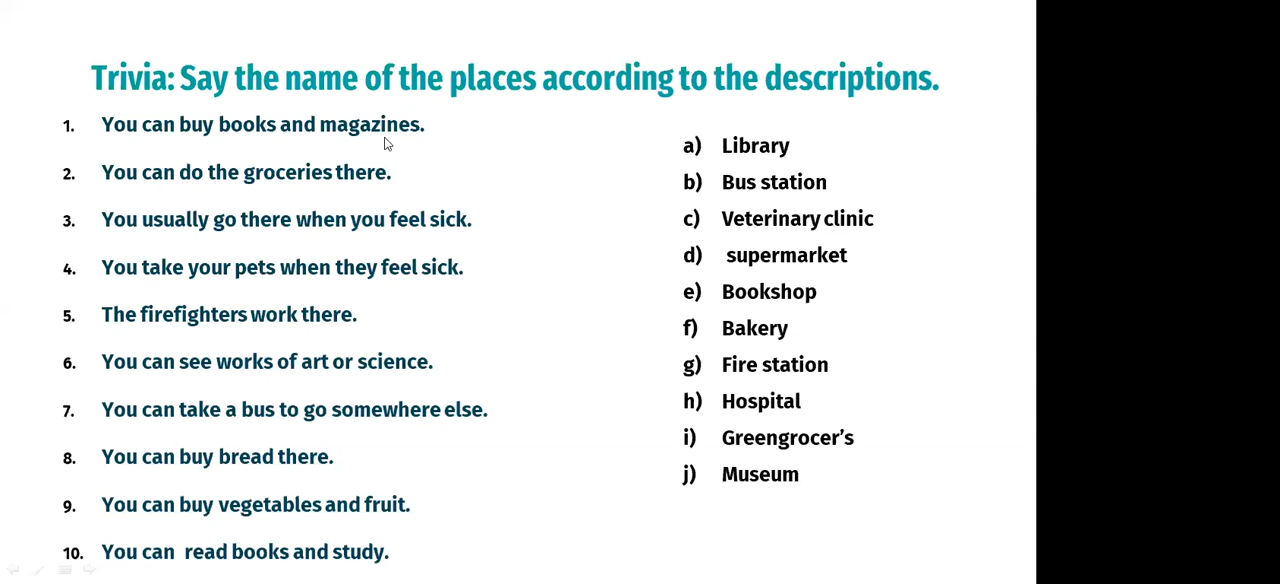 Trivia: Say the name of the places according to the descriptions.
1. You can buy books and magazines.
2. You can do the groceries there.
3. You usually go there when you feel sick.
4. You take your pets when they feel sick.
5. The firefighters work there.
6. You can see works of art or science.
7. You can take a bus to go somewhere else.
8. You can buy bread there.
9. You can buy vegetables and fruit.
10. You can read books and study.
a) Library
b) Bus station
c) Veterinary clinic
d) supermarket
e) Bookshop
f) Bakery
g) Fire station
h) Hospital
i) Greengrocer’s
j) Museum